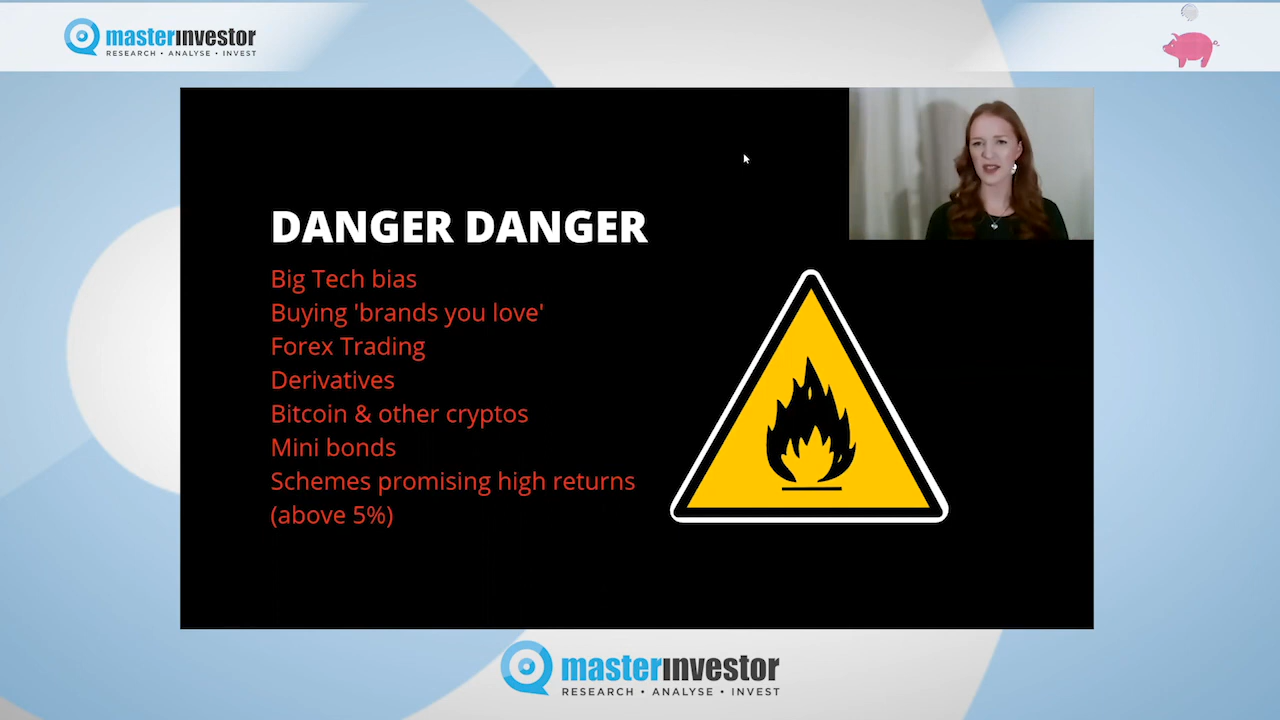 masterinvestor
RESEARCH • ANALYSE • INVEST
DANGER DANGER
Big Tech bias
Buying 'brands you love'
Forex Trading
Derivatives
Bitcoin & other cryptos
Mini bonds
Schemes promising high returns
(above 5%)
masterinvestor
RESEARCH • ANALYSE • INVEST